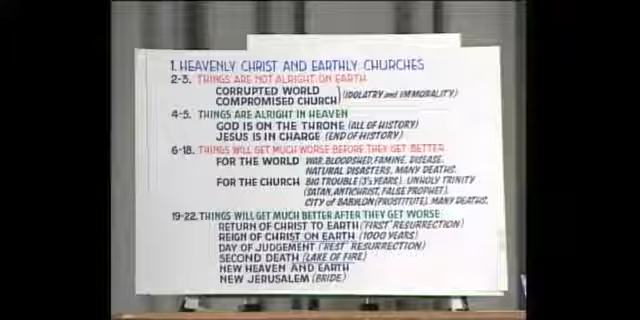 1. HEAVENLY CHRIST AND EARTHLY CHURCHES
2-3. THINGS ARE NOT ALRIGHT ON EARTH
CORRUPTED WORLD
COMPROMISED CHURCH } (IDOLATRY and IMMORALITY)
4-5. THINGS ARE ALRIGHT IN HEAVEN
GOD IS ON THE THRONE (ALL OF HISTORY)
JESUS IS IN CHARGE (END OF HISTORY)
6-18. THINGS WILL GET MUCH WORSE BEFORE THEY GET BETTER
FOR THE WORLD WAR, BLOODSHED, FAMINE, DISEASE,
NATURAL DISASTERS, MANY DEATHS.
FOR THE CHURCH BIG TROUBLE (3½ YEARS). UNHOLY TRINITY
(SATAN, ANTICHRIST, FALSE PROPHET).
CITY of BABYLON (PROSTITUTE). MANY DEATHS.
19-22. THINGS WILL GET MUCH BETTER AFTER THEY GET WORSE
RETURN OF CHRIST TO EARTH ("FIRST" RESURRECTION)
REIGN OF CHRIST ON EARTH (1000 YEARS)
DAY OF JUDGEMENT ("REST" RESURRECTION)
SECOND DEATH (LAKE OF FIRE)
NEW HEAVEN AND EARTH
NEW JERUSALEM (BRIDE)